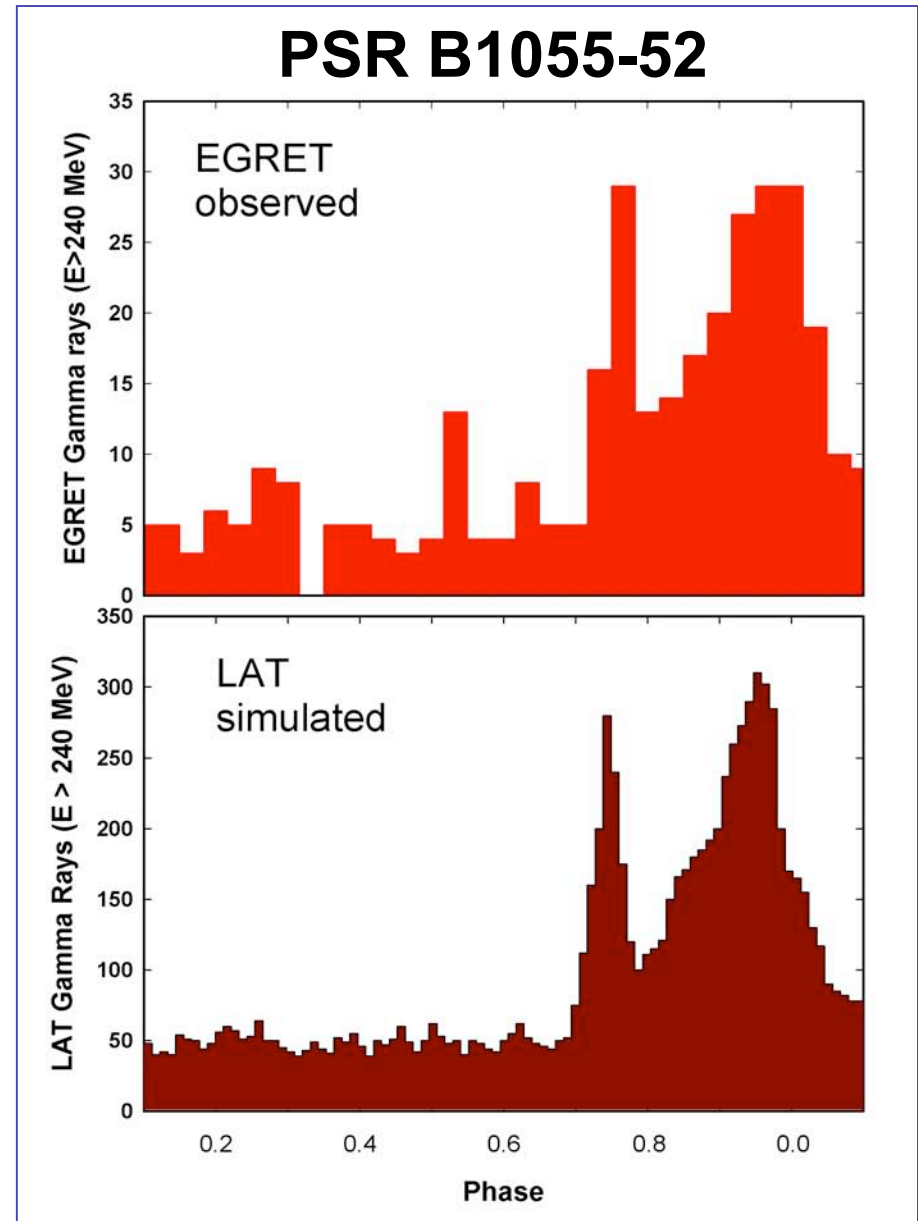 PSR B1055-52
EGRET Gamma rays (E>240 MeV)
35
30
25
20
15
10
5
0
EGRET
observed
LAT Gamma Rays (E > 240 MeV)
350
300
250
200
150
100
50
0
LAT
simulated
0.2
0.4
0.6
0.8
0.0
Phase